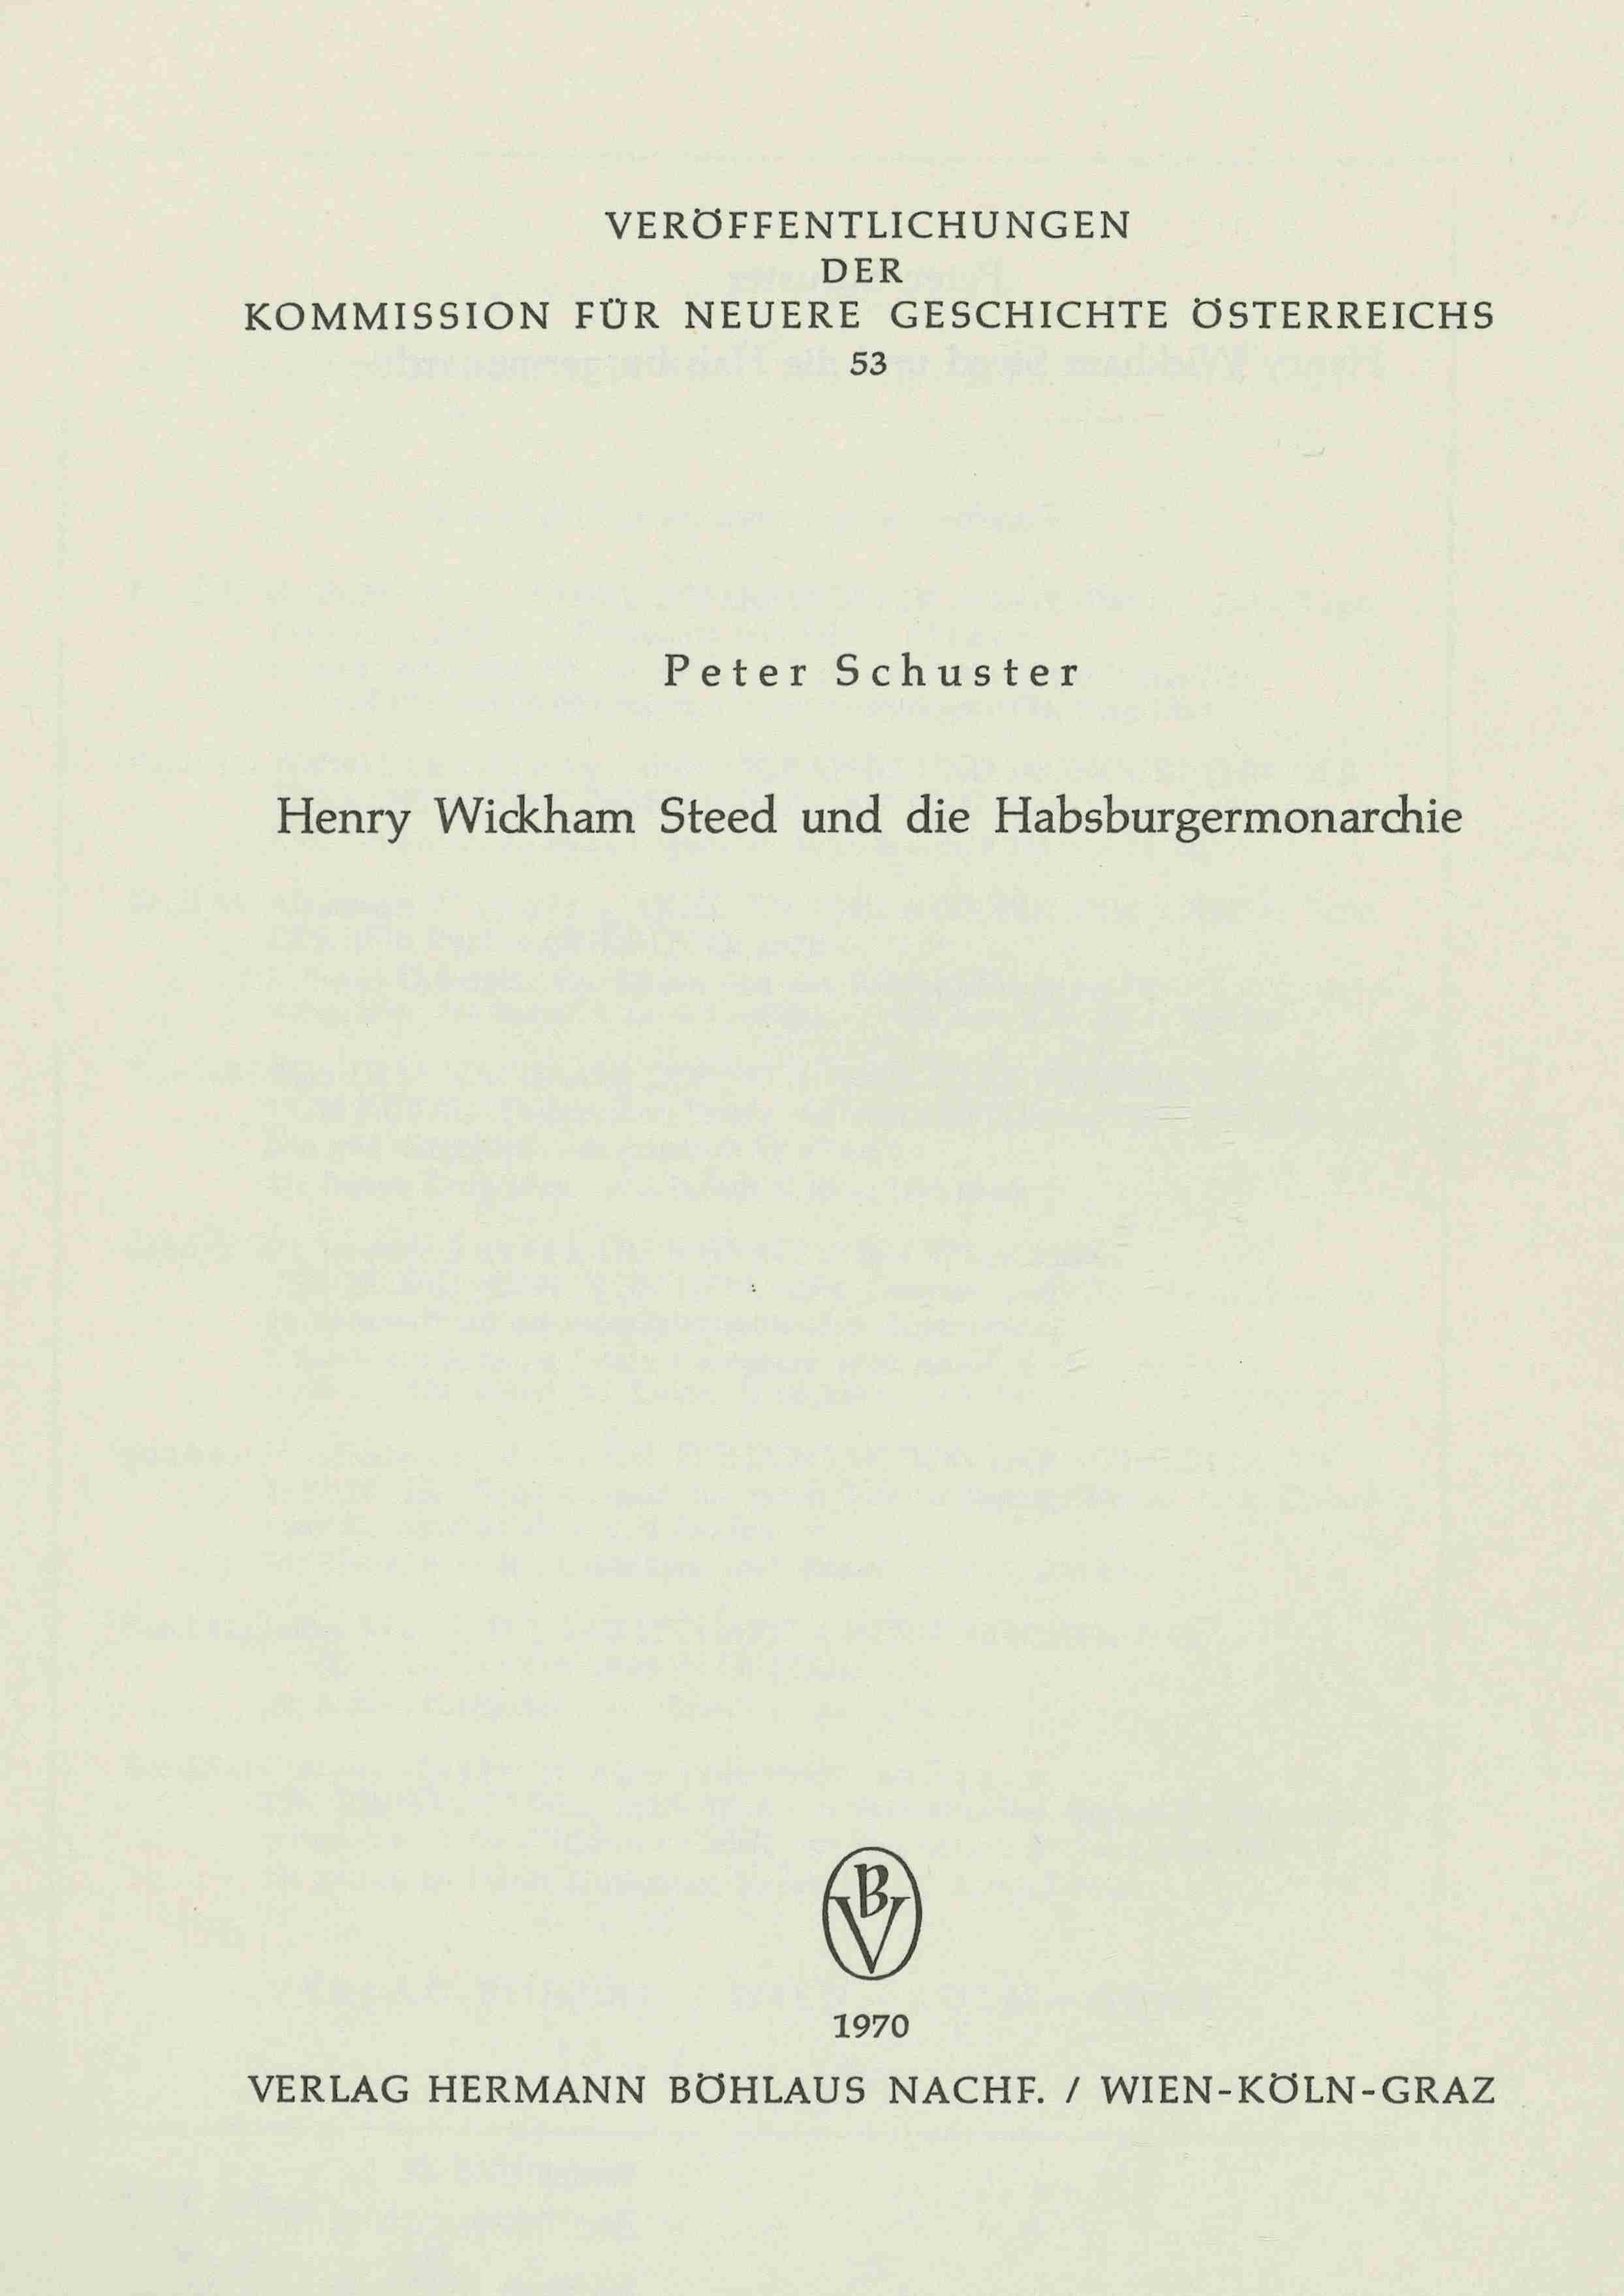 VERÖFFENTLICHUNGEN
DER
KOMMISSION FÜR NEUERE GESCHICHTE ÖSTERREICHS
53
Peter Schuster
Henry Wickham Steed und die Habsburgermonarchie
BV
1970
VERLAG HERMANN BÖHLAUS NACHF. / WIEN-KÖLN-GRAZ